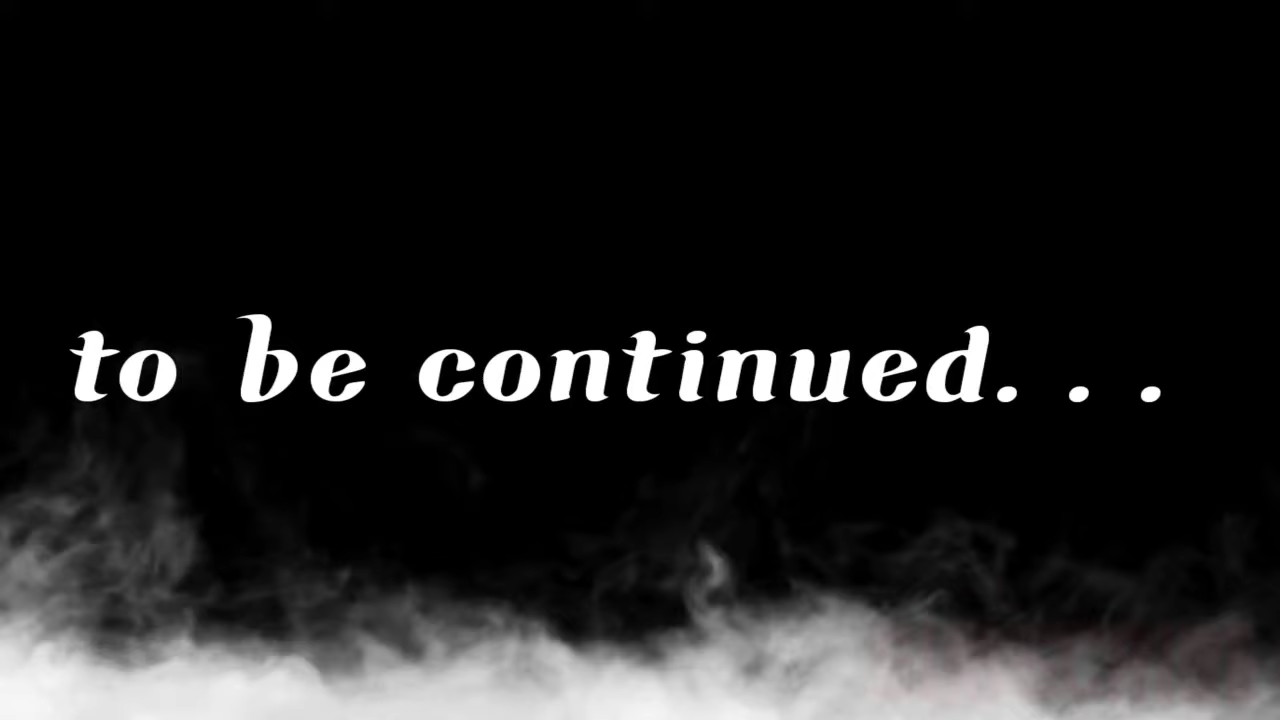 to be continued. . .